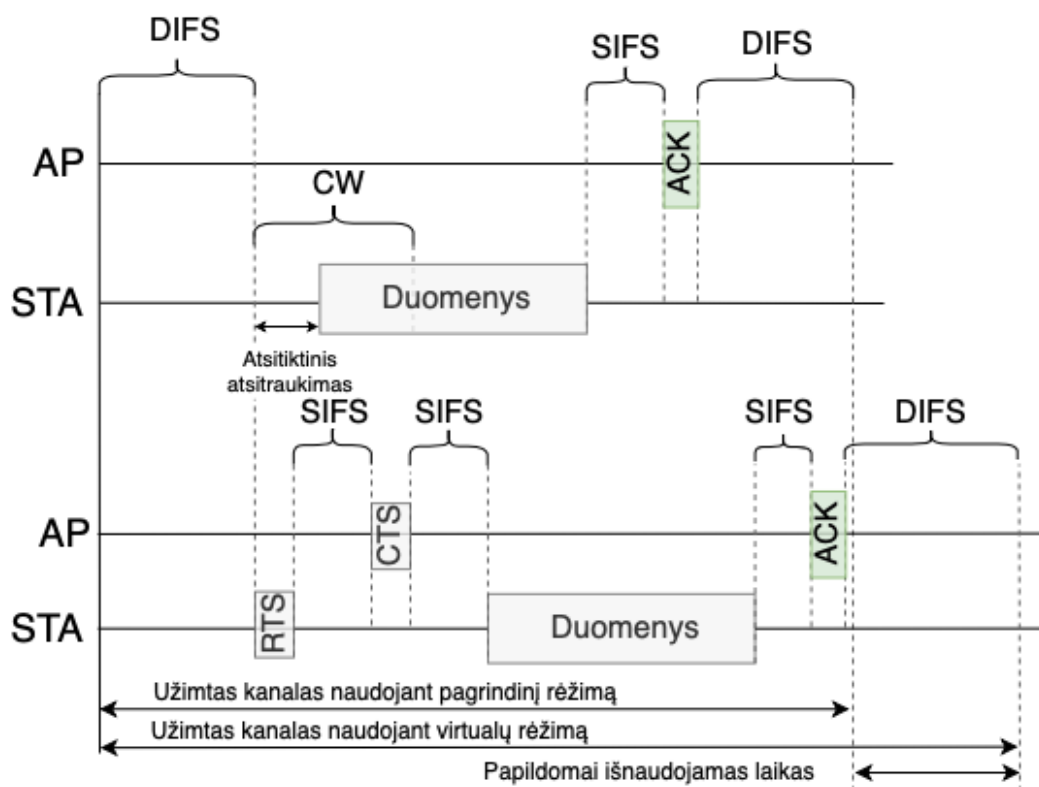 DIFS
SIFS
DIFS
AP
ACK
CW
STA
Duomenys
Atsitiktinis
atsitraukimas
SIFS
SIFS
SIFS
DIFS
AP
CTS
ACK
STA
RTS
Duomenys
Užimtas kanalas naudojant pagrindinį rėžimą
Užimtas kanalas naudojant virtualų rėžimą
Papildomai išnaudojamas laikas